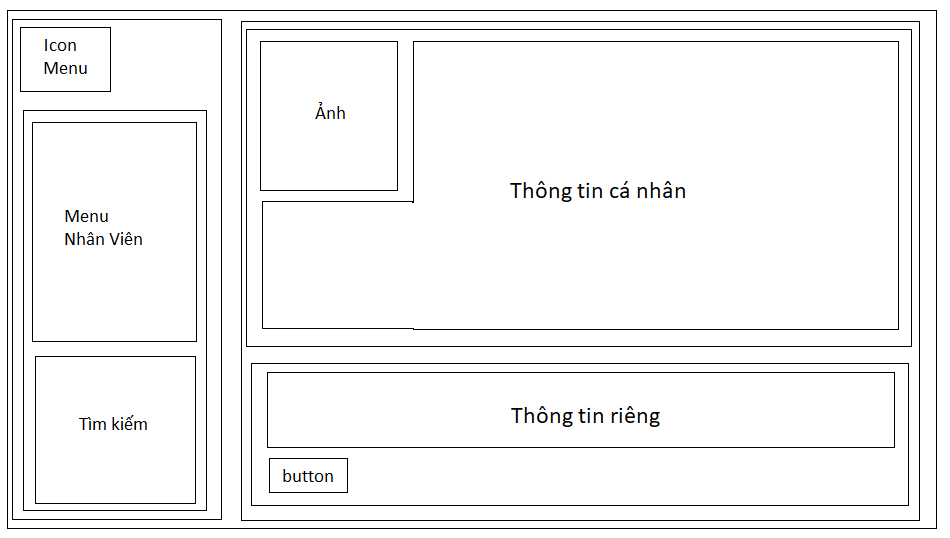 Icon
Menu
Menu
Nhân Viên
Tìm kiếm
Ảnh
Thông tin cá nhân
Thông tin riêng
button